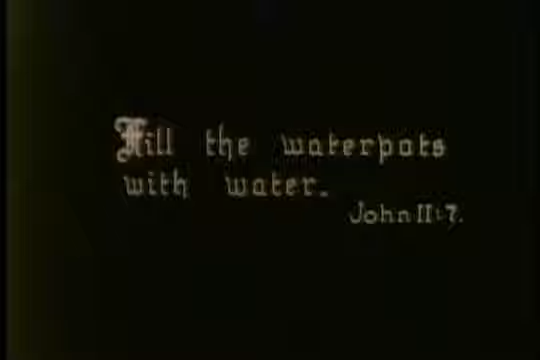 Fill the waterpots
with water.
John II:7.